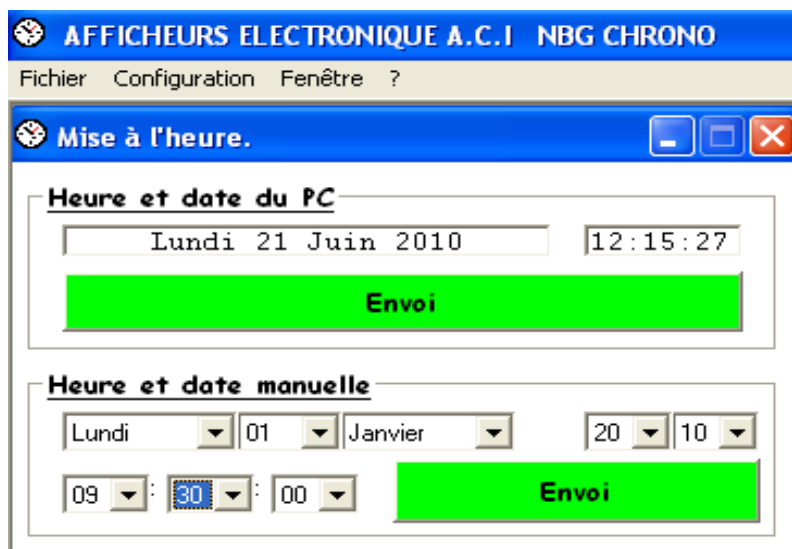 AFFICHEURS ELECTRONIQUE A.C.I NBG CHRONO
Fichier Configuration Fenêtre ?
Mise à l'heure.
Heure et date du PC
Lundi 21 Juin 2010 12:15:27
Envoi
Heure et date manuelle
Lundi 01 Janvier 20 10
09 : 30 : 00 Envoi